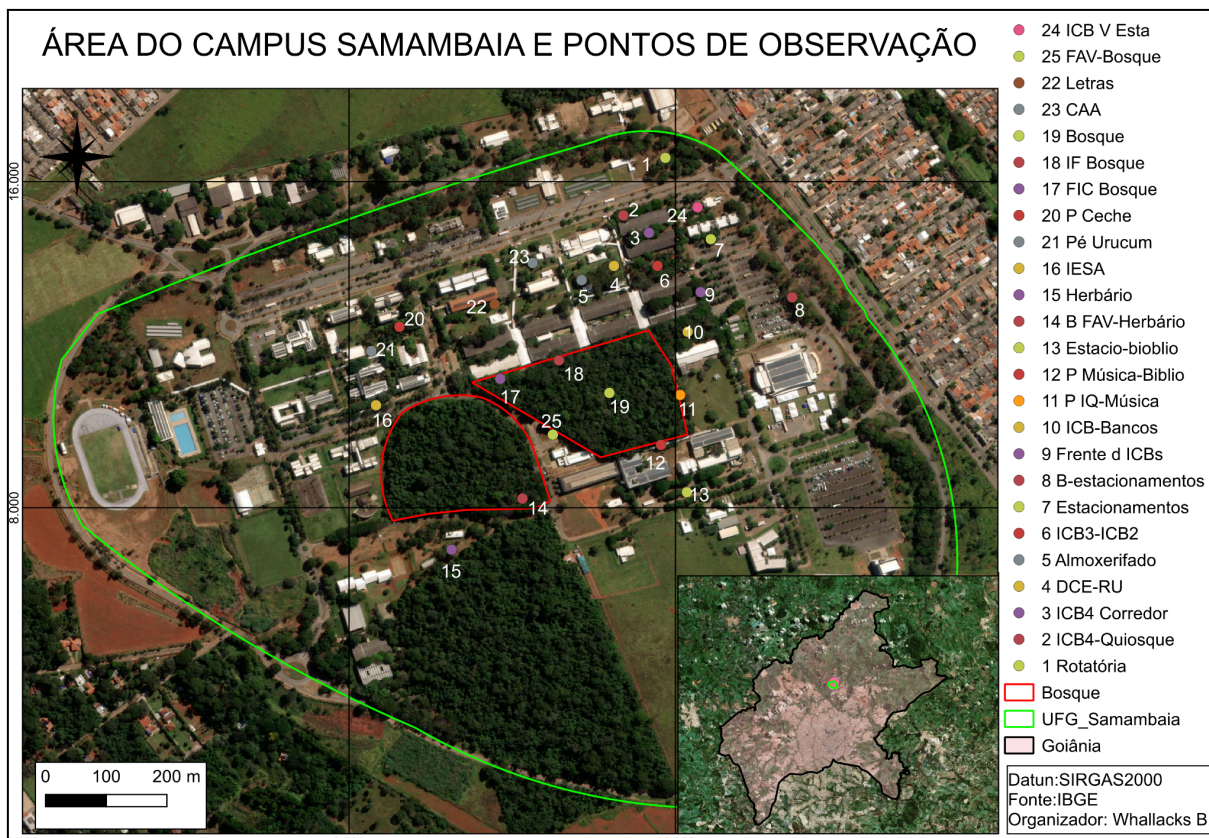 ÁREA DO CAMPUS SAMAMBAIA E PONTOS DE OBSERVAÇÃO
16.000
8.000
1
2
24
3
7
23
4
6
5
9
8
22
20
10
21
18
17
19
11
16
25
12
13
14
15
0 100 200 m
24 ICB V Esta
25 FAV-Bosque
22 Letras
23 CAA
19 Bosque
18 IF Bosque
17 FIC Bosque
20 P Ceche
21 Pé Urucum
16 IESA
15 Herbário
14 B FAV-Herbário
13 Estacio-bioblio
12 P Música-Biblio
11 P IQ-Música
10 ICB-Bancos
9 Frente d ICBs
8 B-estacionamentos
7 Estacionamentos
6 ICB3-ICB2
5 Almoxerifado
4 DCE-RU
3 ICB4 Corredor
2 ICB4-Quiosque
1 Rotatória
Bosque
UFG_Samambaia
Goiânia
Datun:SIRGAS2000
Fonte:IBGE
Organizador: Whallacks B